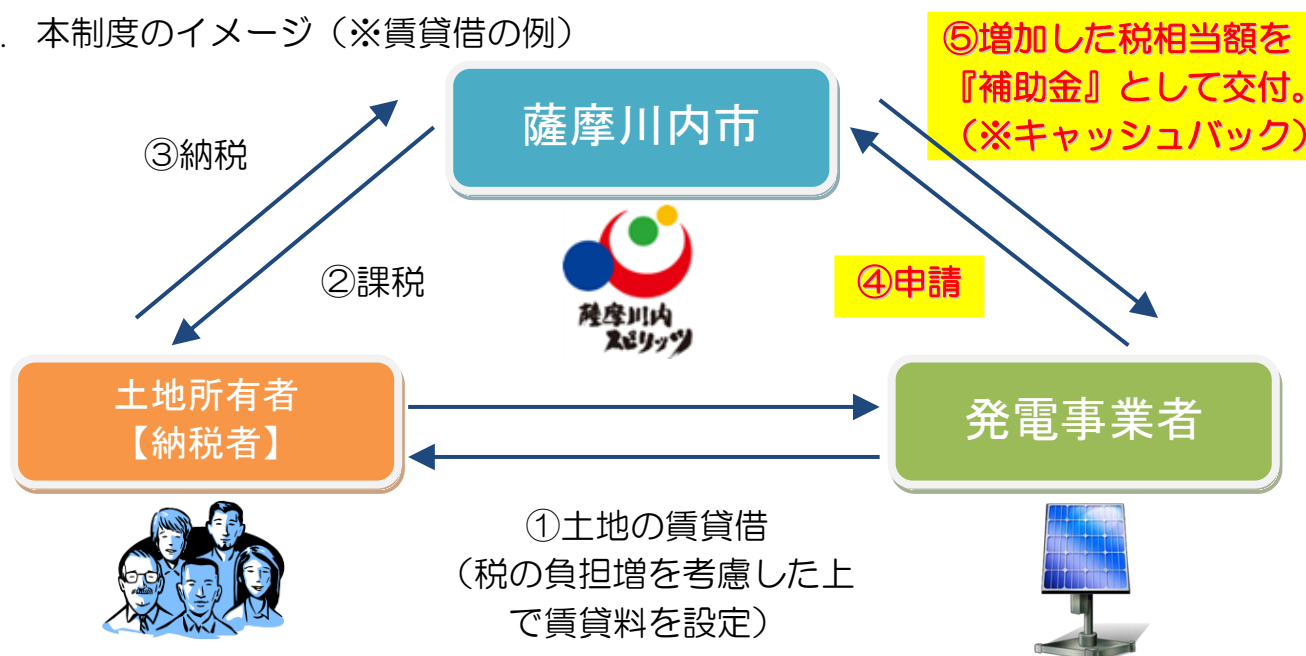 . 本制度のイメージ（※賃貸借の例）
⑤増加した税相当額を
『補助金』として交付。
（※キャッシュバック）
薩摩川内市
③納税
②課税
④申請
薩摩川内
スピリッツ
土地所有者
【納税者】
発電事業者
①土地の賃貸借
（税の負担増を考慮した上
で賃貸料を設定）